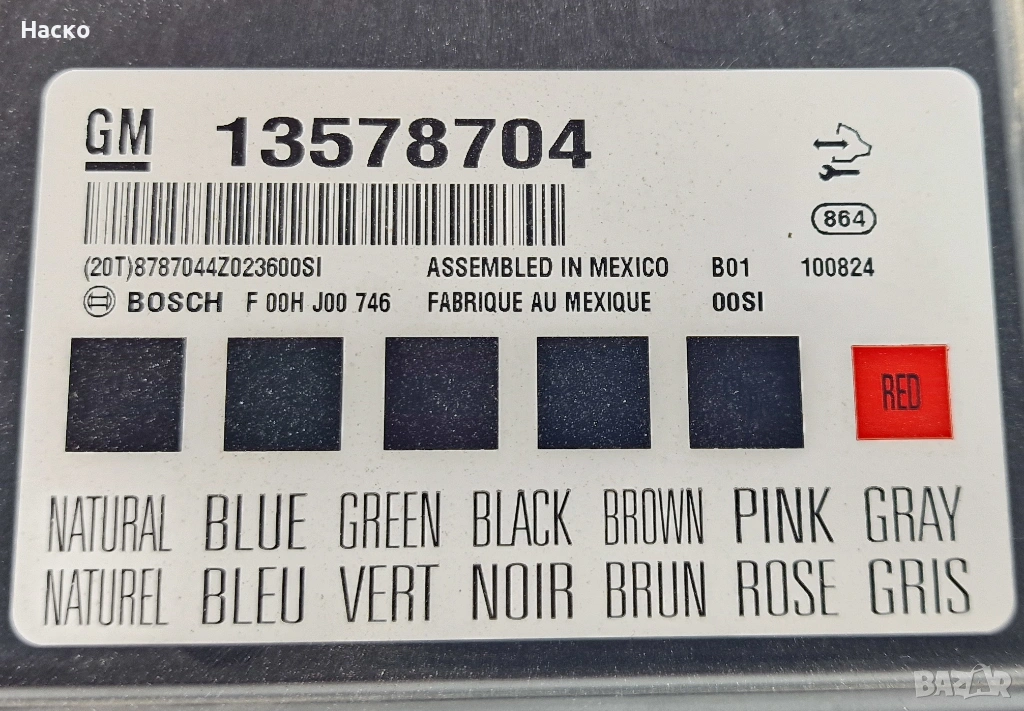 Наско
GM 13578704
864
(20T)8787044Z023600SI ASSEMBLED IN MEXICO B01 100824
BOSCH F 00H J00 746 FABRIQUE AU MEXIQUE 00SI
RED
NATURAL BLUE GREEN BLACK BROWN PINK GRAY
NATUREL BLEU VERT NOIR BRUN ROSE GRIS
BAZAR